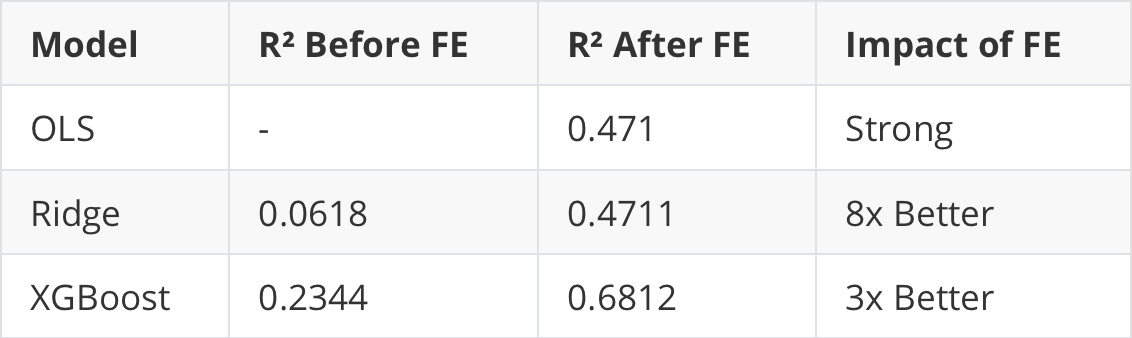 Model R² Before FE R² After FE Impact of FE
OLS - 0.471 Strong
Ridge 0.0618 0.4711 8x Better
XGBoost 0.2344 0.6812 3x Better